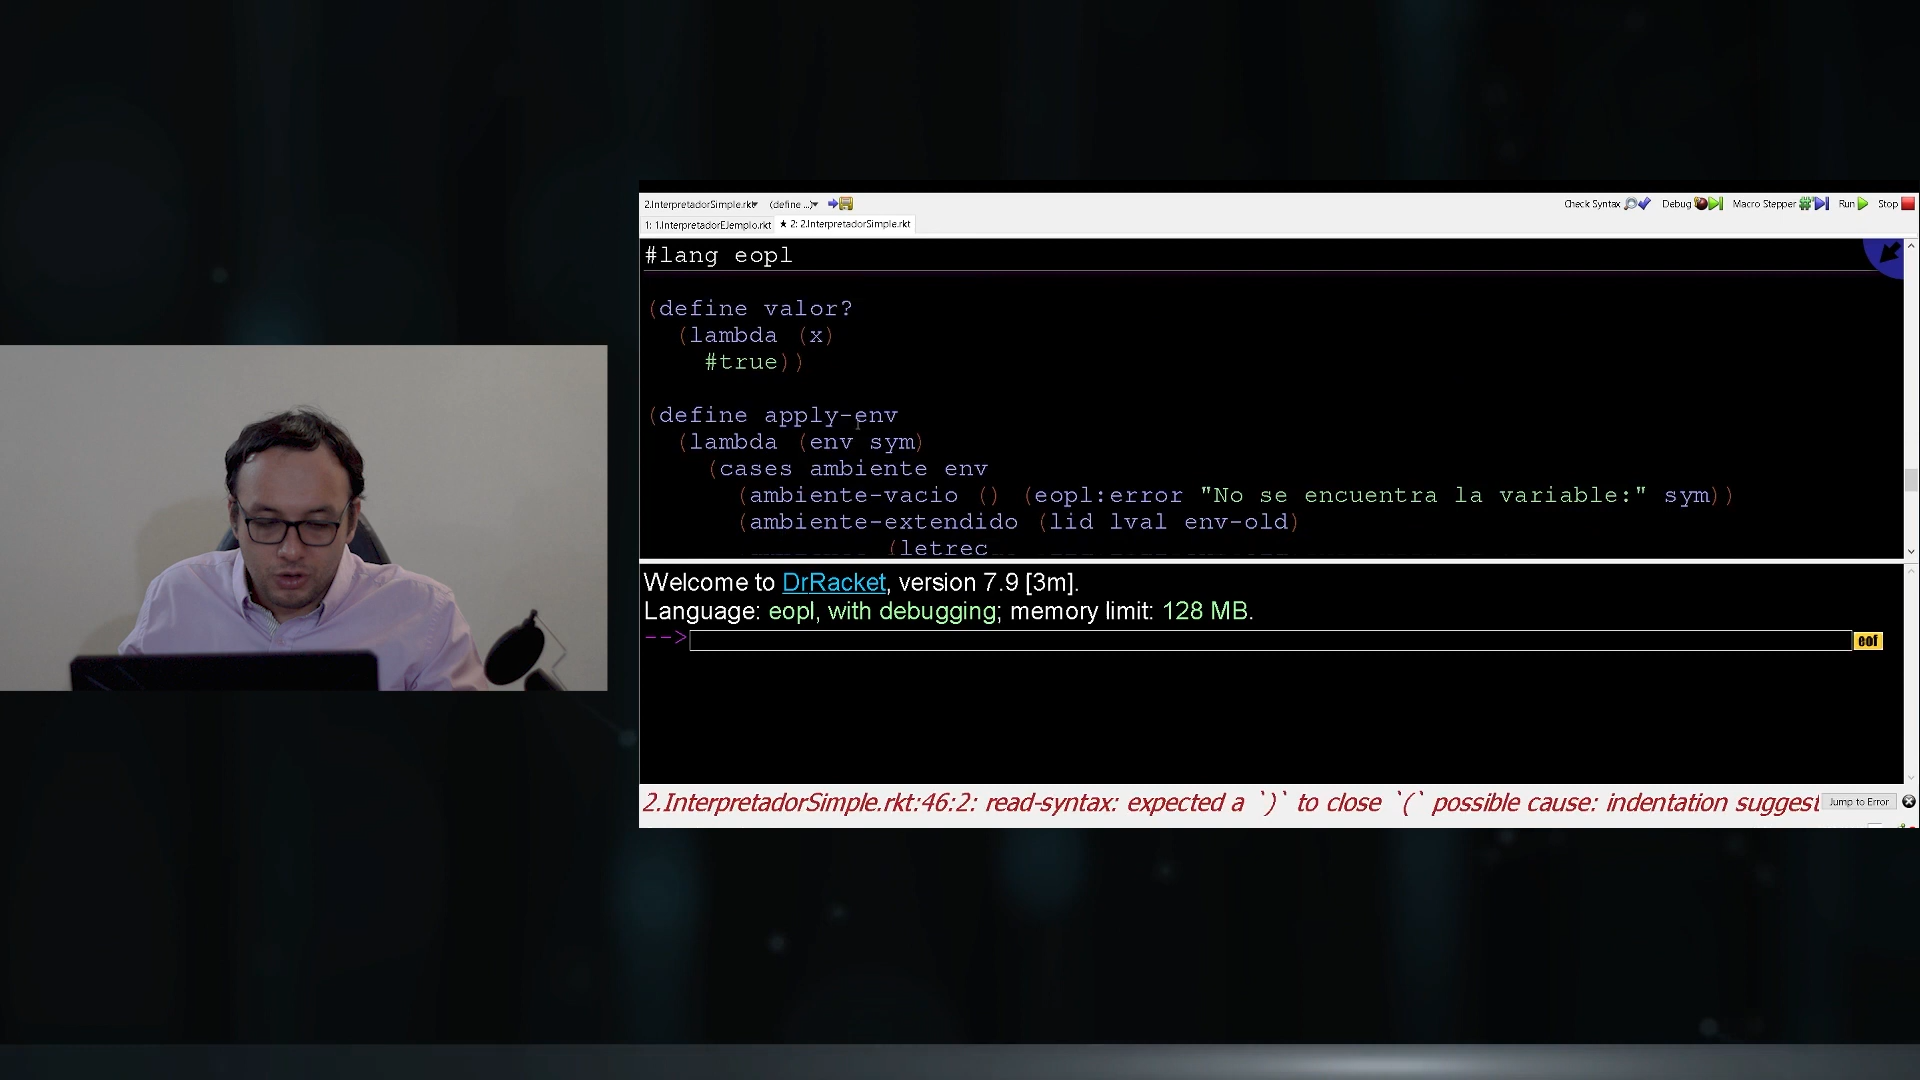 2.InterpretadorSimple.rkt (define ...) Check Syntax Debug Macro Stepper Run Stop
1: 1.InterpretadorEJemplo.rkt ★ 2: 2.InterpretadorSimple.rkt
#lang eopl
(define valor?
(lambda (x)
#true))
(define apply-env
(lambda (env sym)
(cases ambiente env
(ambiente-vacio () (eopl:error "No se encuentra la variable:" sym))
(ambiente-extendido (lid lval env-old)
(letrec
Welcome to DrRacket, version 7.9 [3m].
Language: eopl, with debugging; memory limit: 128 MB.
--> eof
2.InterpretadorSimple.rkt:46:2: read-syntax: expected a `)` to close `(` possible cause: indentation suggest Jump to Error